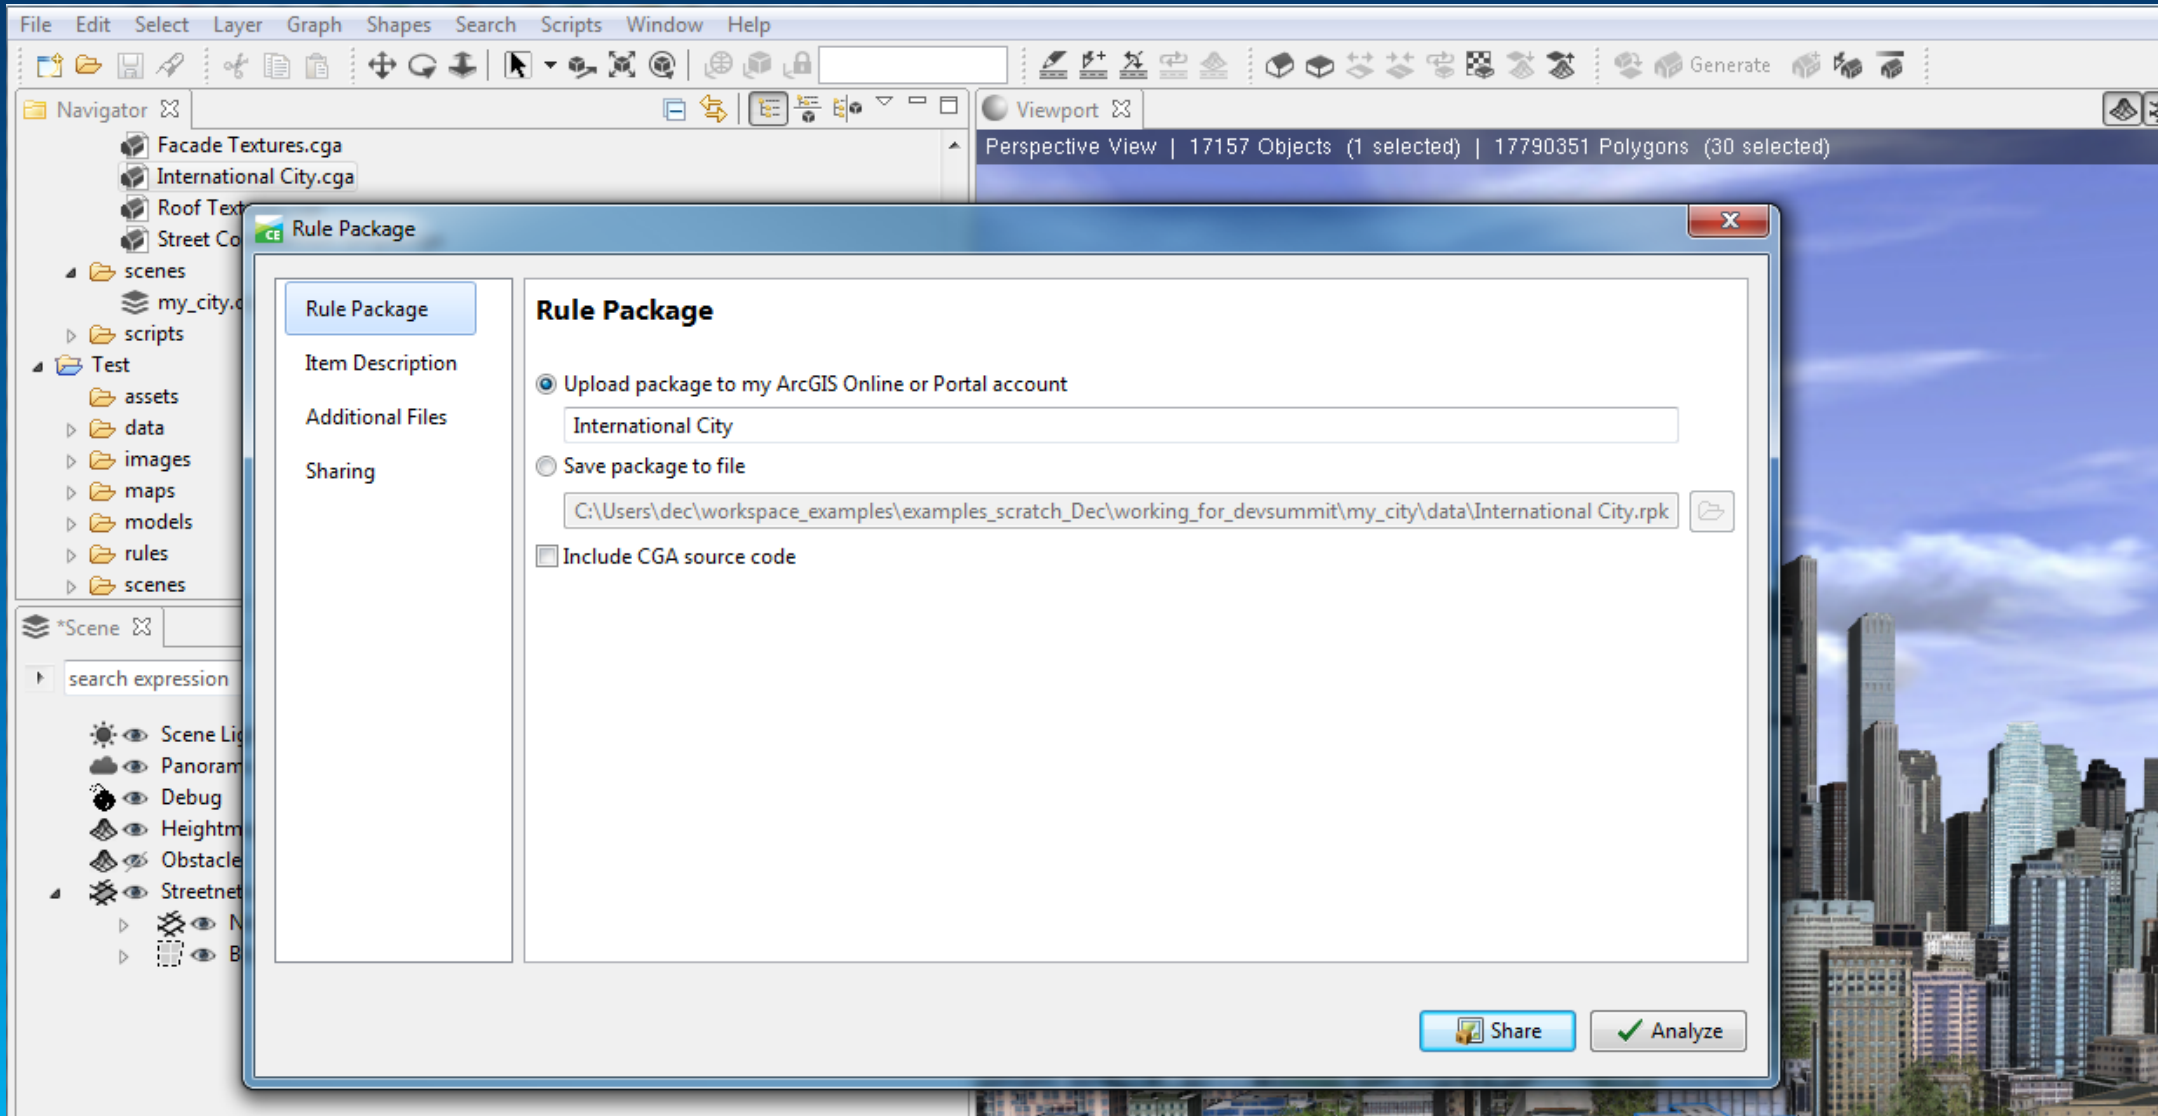 File Edit Select Layer Graph Shapes Search Scripts Window Help
Generate
Navigator
Viewport
Facade Textures.cga
International City.cga
Roof Text
Street Co
scenes
my_city.c
scripts
Test
assets
data
images
maps
models
rules
scenes
Perspective View | 17157 Objects (1 selected) | 17790351 Polygons (30 selected)
CE Rule Package
Rule Package
Item Description
Additional Files
Sharing
Rule Package
Upload package to my ArcGIS Online or Portal account
International City
Save package to file
C:\Users\dec\workspace_examples\examples_scratch_Dec\working_for_devsummit\my_city\data\International City.rpk
Include CGA source code
Share
Analyze
*Scene
search expression
Scene Lig
Panoram
Debug
Heightm
Obstacle
Streetnet
N
B